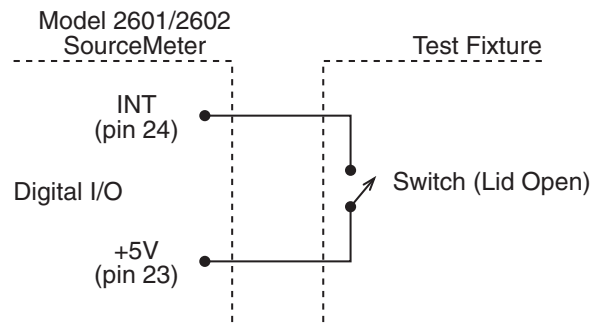 Model 2601/2602
SourceMeter
Test Fixture
INT
(pin 24)
Switch (Lid Open)
Digital I/O
+5V
(pin 23)